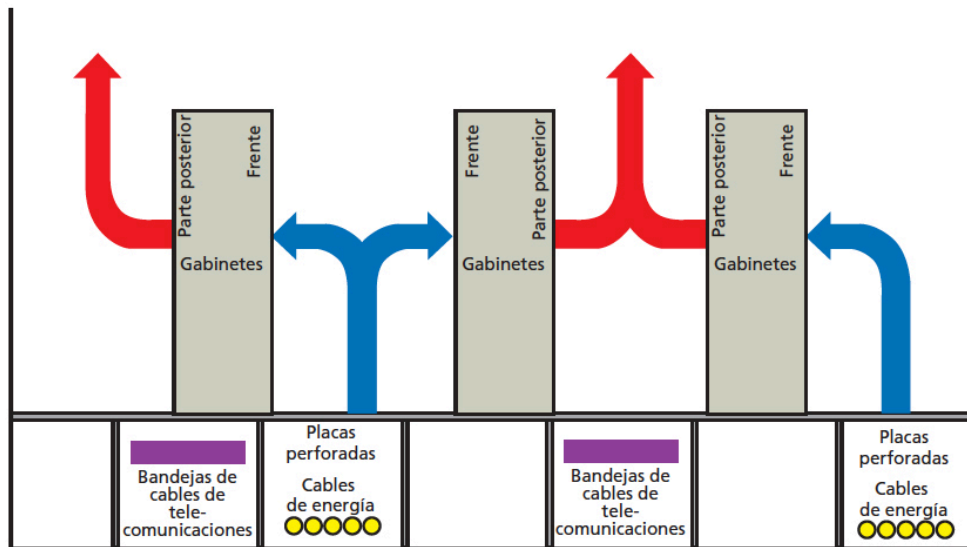 Parte posterior
Frente
Gabinetes
Frente
Parte posterior
Gabinetes
Parte posterior
Frente
Gabinetes
Bandejas de
cables de
tele-
comunicaciones
Placas
perforadas
Cables
de energía
Bandejas de
cables de
tele-
comunicaciones
Placas
perforadas
Cables
de energía